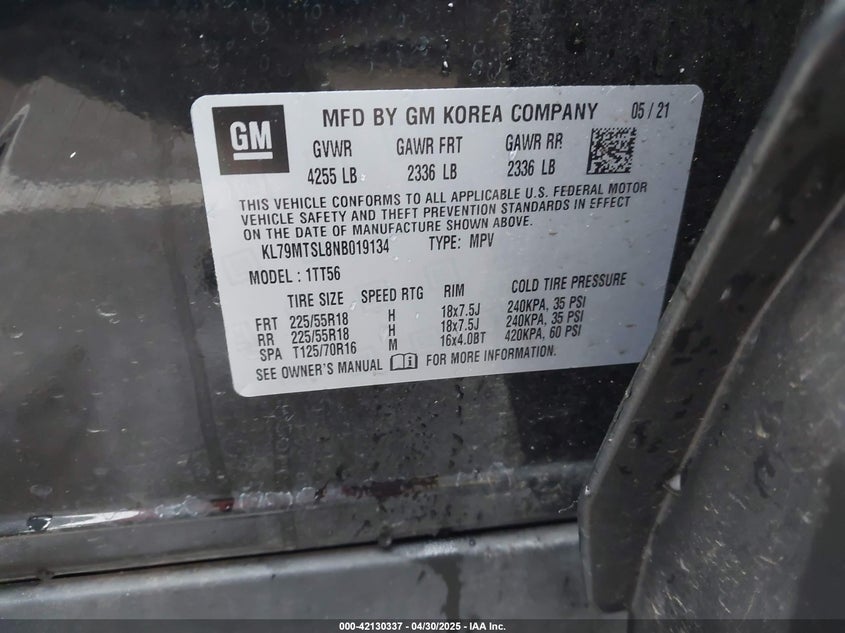 GM
MFD BY GM KOREA COMPANY 05 / 21
GVWR GAWR FRT GAWR RR
4255 LB 2336 LB 2336 LB
THIS VEHICLE CONFORMS TO ALL APPLICABLE U.S. FEDERAL MOTOR
VEHICLE SAFETY AND THEFT PREVENTION STANDARDS IN EFFECT
ON THE DATE OF MANUFACTURE SHOWN ABOVE.
KL79MTSL8NB019134 TYPE: MPV
MODEL : 1TT56
TIRE SIZE SPEED RTG RIM COLD TIRE PRESSURE
FRT 225/55R18 H 18x7.5J 240KPA, 35 PSI
RR 225/55R18 H 18x7.5J 240KPA, 35 PSI
SPA T125/70R16 M 16x4.0BT 420KPA, 60 PSI
SEE OWNER'S MANUAL FOR MORE INFORMATION.
000-42130337 - 04/30/2025 - IAA Inc.